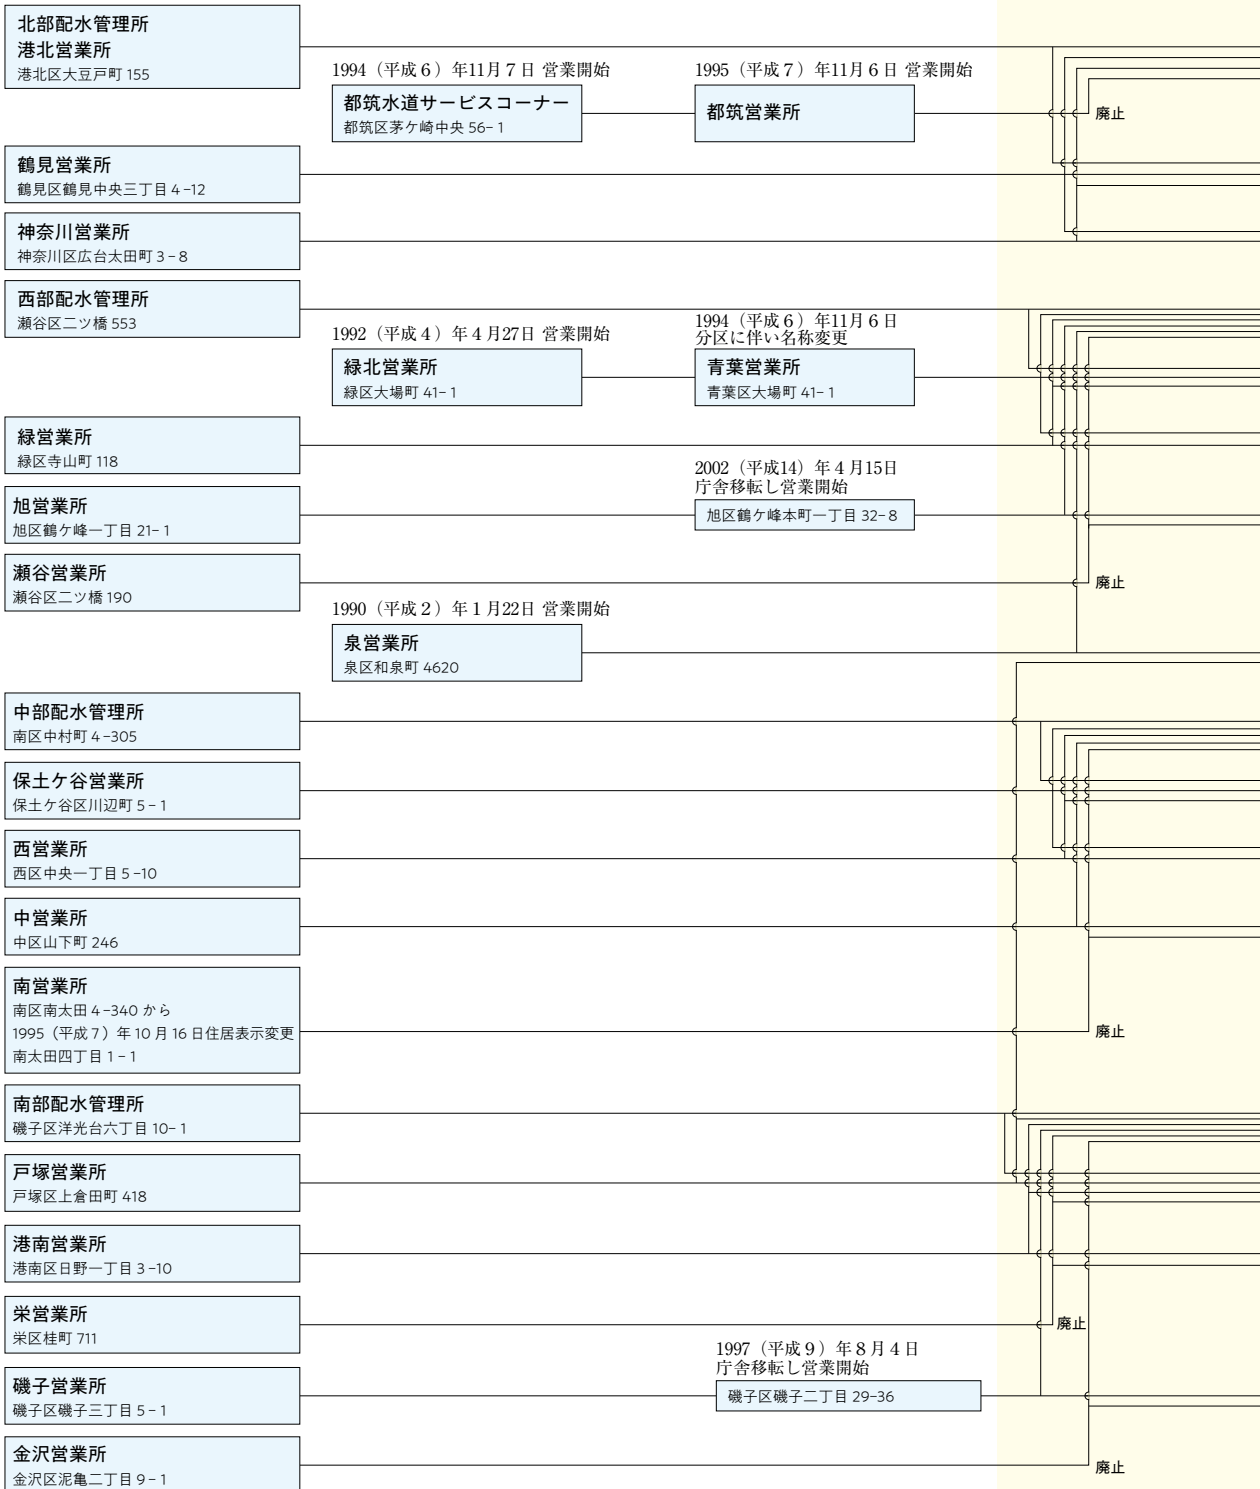 北部配水管理所
港北営業所
港北区大豆戸町 155
1994（平成６）年11月７日 営業開始
都筑水道サービスコーナー
都筑区茅ケ崎中央 56−1
1995（平成７）年11月６日 営業開始
都筑営業所
廃止
鶴見営業所
鶴見区鶴見中央三丁目 4−12
神奈川営業所
神奈川区広台太田町 3−8
西部配水管理所
瀬谷区二ツ橋 553
1992（平成４）年４月27日 営業開始
緑北営業所
緑区大場町 41−1
1994（平成６）年11月６日
分区に伴い名称変更
青葉営業所
青葉区大場町 41−1
緑営業所
緑区寺山町 118
旭営業所
旭区鶴ケ峰一丁目 21−1
2002（平成14）年４月15日
庁舎移転し営業開始
旭区鶴ケ峰本町一丁目 32−8
瀬谷営業所
瀬谷区二ツ橋 190
廃止
1990（平成２）年１月22日 営業開始
泉営業所
泉区和泉町 4620
中部配水管理所
南区中村町 4−305
保土ケ谷営業所
保土ケ谷区川辺町 5−1
西営業所
西区中央一丁目 5−10
中営業所
中区山下町 246
南営業所
南区南太田 4−340 から
1995（平成７）年 10 月 16 日住居表示変更
南太田四丁目 1−1
廃止
南部配水管理所
磯子区洋光台六丁目 10−1
戸塚営業所
戸塚区上倉田町 418
港南営業所
港南区日野一丁目 3−10
栄営業所
栄区桂町 711
廃止
磯子営業所
磯子区磯子三丁目 5−1
1997（平成９）年８月４日
庁舎移転し営業開始
磯子区磯子二丁目 29−36
金沢営業所
金沢区泥亀二丁目 9−1
廃止